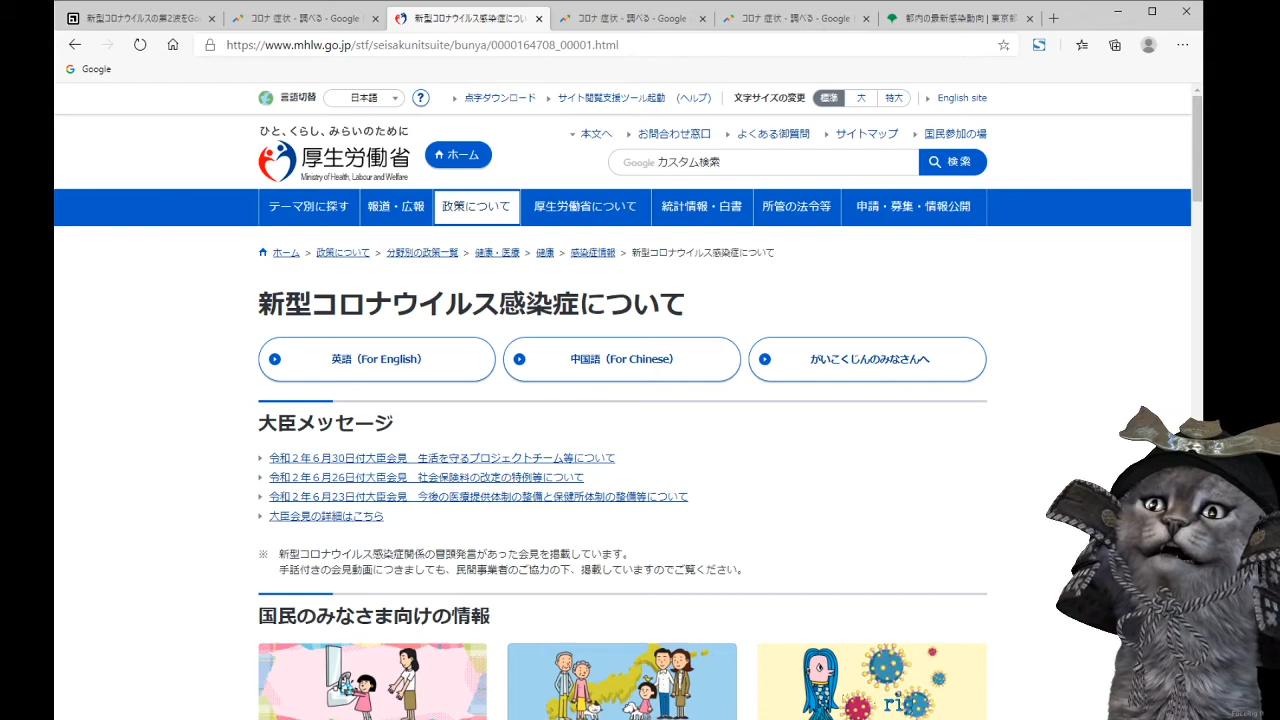 新型コロナウイルスの第2波をGo
コロナ 症状 - 調べる - Google
新型コロナウイルス感染症につい
コロナ 症状 - 調べる - Google
コロナ 症状 - 調べる - Google
都内の最新感染動向 | 東京都
https://www.mhlw.go.jp/stf/seisakunitsuite/bunya/0000164708_00001.html
Google
言語切替 日本語 ? 点字ダウンロード サイト閲覧支援ツール起動 (ヘルプ) 文字サイズの変更 標準 大 特大 English site
ひと、くらし、みらいのために
厚生労働省
Ministry of Health, Labour and Welfare
ホーム
本文へ お問合わせ窓口 よくある御質問 サイトマップ 国民参加の場
Google カスタム検索 検索
テーマ別に探す 報道・広報 政策について 厚生労働省について 統計情報・白書 所管の法令等 申請・募集・情報公開
ホーム > 政策について > 分野別の政策一覧 > 健康・医療 > 健康 > 感染症情報 > 新型コロナウイルス感染症について
新型コロナウイルス感染症について
英語（For English） 中国語（For Chinese） がいこくじんのみなさんへ
大臣メッセージ
令和２年６月30日付大臣会見　生活を守るプロジェクトチーム等について
令和２年６月26日付大臣会見　社会保険料の改定の特例等について
令和２年６月23日付大臣会見　今後の医療提供体制の整備と保健所体制の整備等について
大臣会見の詳細はこちら
※　新型コロナウイルス感染症関係の冒頭発言があった会見を掲載しています。
手話付きの会見動画につきましても、民間事業者のご協力の下、掲載していますのでご覧ください。
国民のみなさま向けの情報